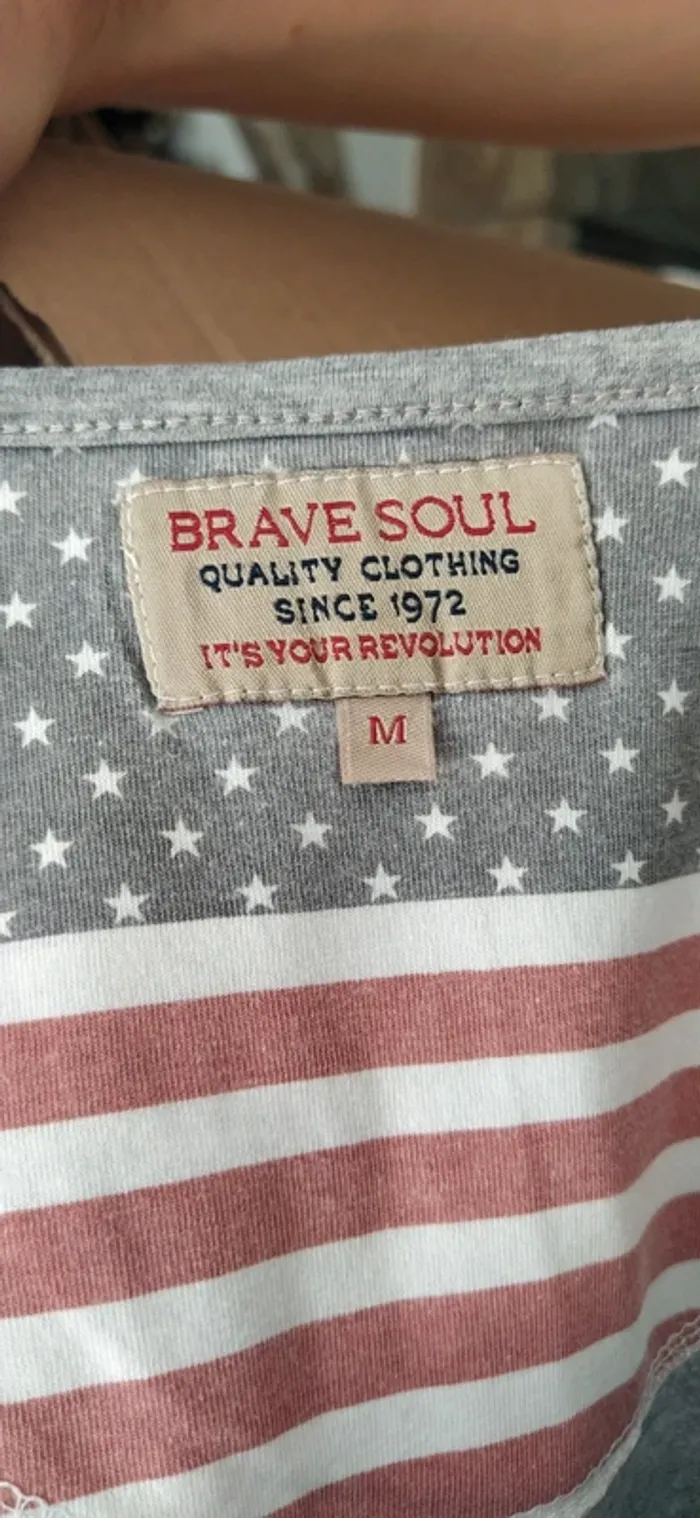 BRAVE SOUL
QUALITY CLOTHING
SINCE 1972
IT'S YOUR REVOLUTION
M